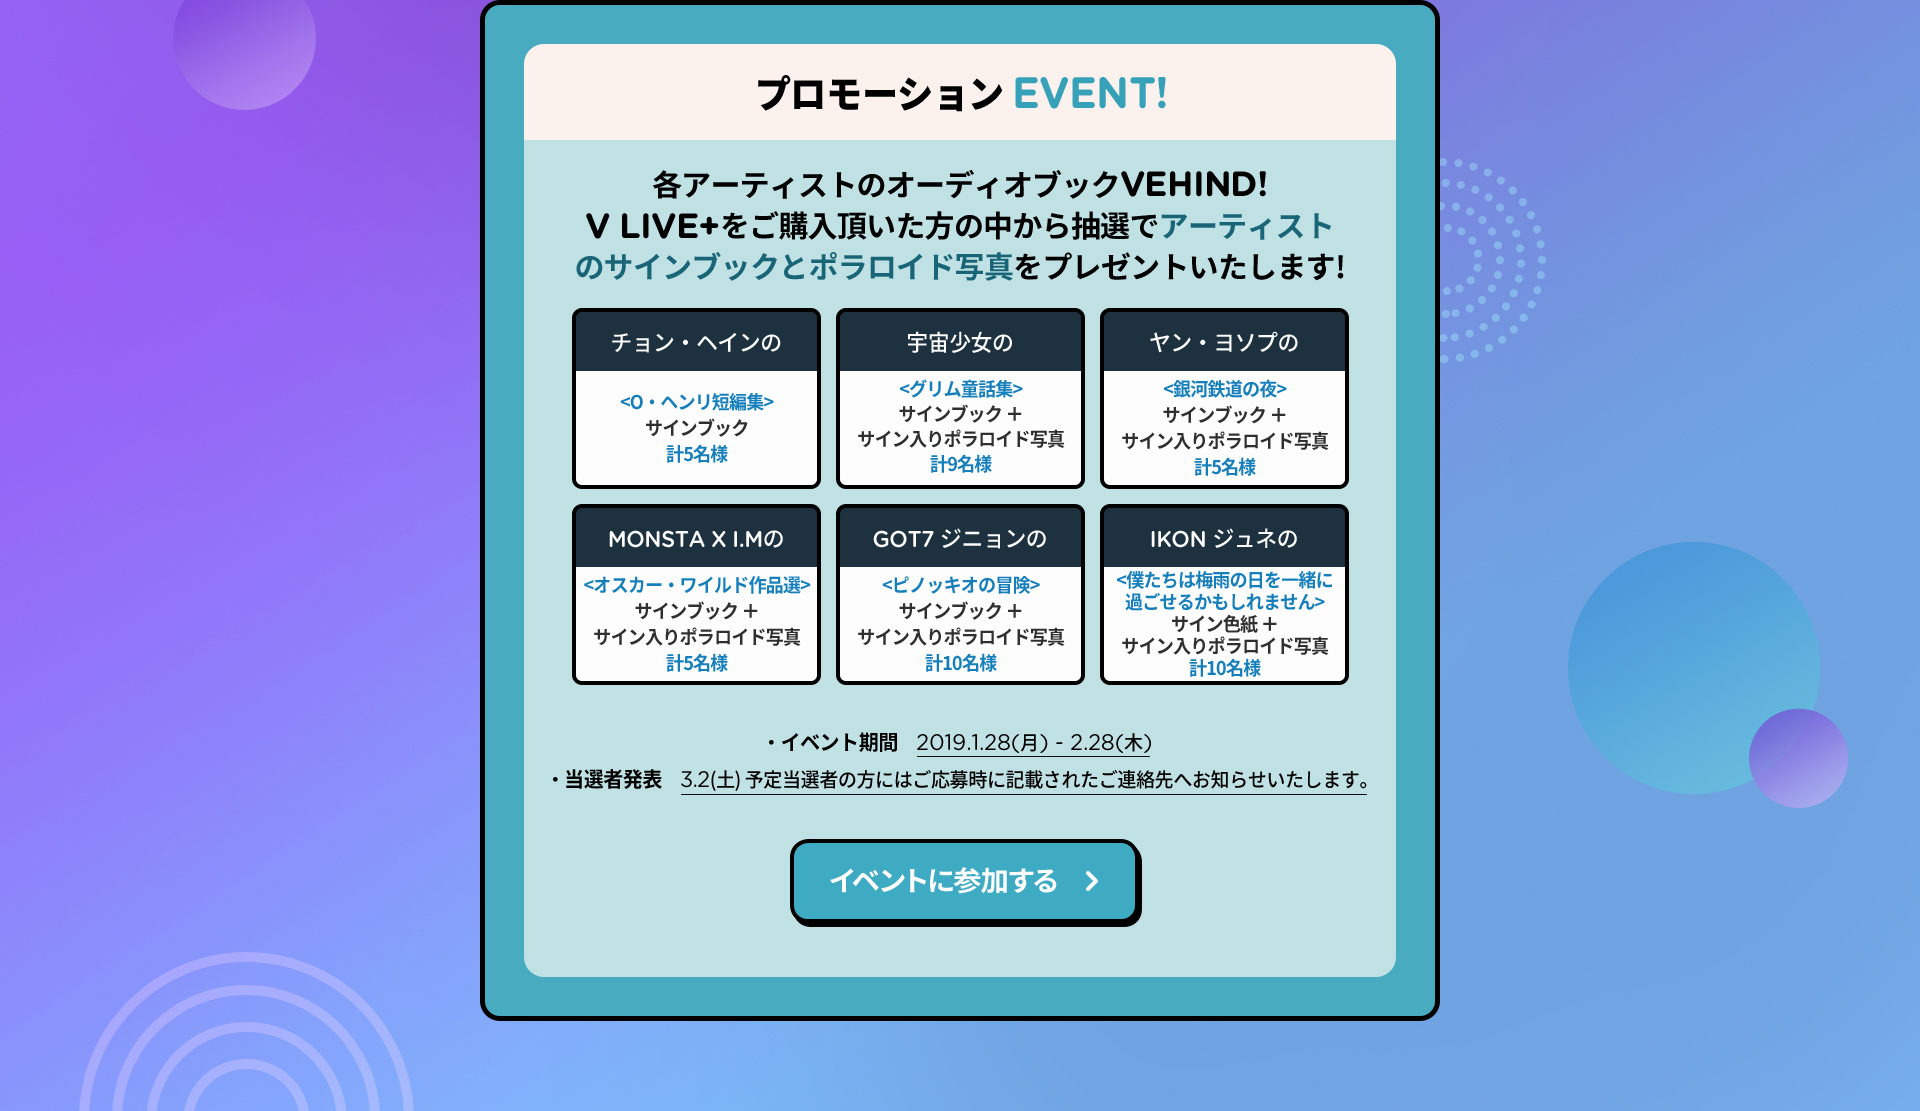 プロモーション EVENT!
各アーティストのオーディオブックVEHIND!
V LIVE+をご購入頂いた方の中から抽選でアーティスト
のサインブックとポラロイド写真をプレゼントいたします!
チョン・ヘインの
<O・ヘンリ短編集>
サインブック
計5名様
宇宙少女の
<グリム童話集>
サインブック +
サイン入りポラロイド写真
計9名様
ヤン・ヨソプの
<銀河鉄道の夜>
サインブック +
サイン入りポラロイド写真
計5名様
MONSTA X I.Mの
<オスカー・ワイルド作品選>
サインブック +
サイン入りポラロイド写真
計5名様
GOT7 ジニョンの
<ピノッキオの冒険>
サインブック +
サイン入りポラロイド写真
計10名様
IKON ジュネの
<僕たちは梅雨の日を一緒に
過ごせるかもしれません>
サイン色紙 +
サイン入りポラロイド写真
計10名様
・イベント期間 2019.1.28(月) - 2.28(木)
・当選者発表 3.2(土) 予定当選者の方にはご応募時に記載されたご連絡先へお知らせいたします。
イベントに参加する >